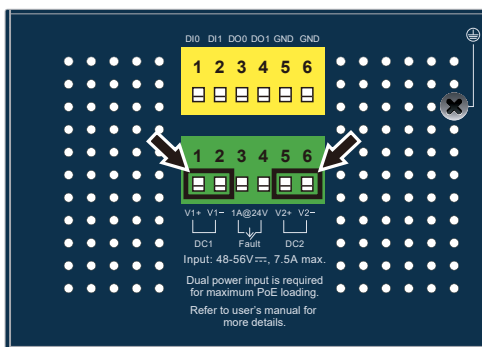 DI0 DI1 DO0 DO1 GND GND
1 2 3 4 5 6
1 2 3 4 5 6
V1+ V1− 1A@24V V2+ V2−
DC1 Fault DC2
Input: 48-56V⎓, 7.5A max.
Dual power input is required
for maximum PoE loading.
Refer to user's manual for
more details.